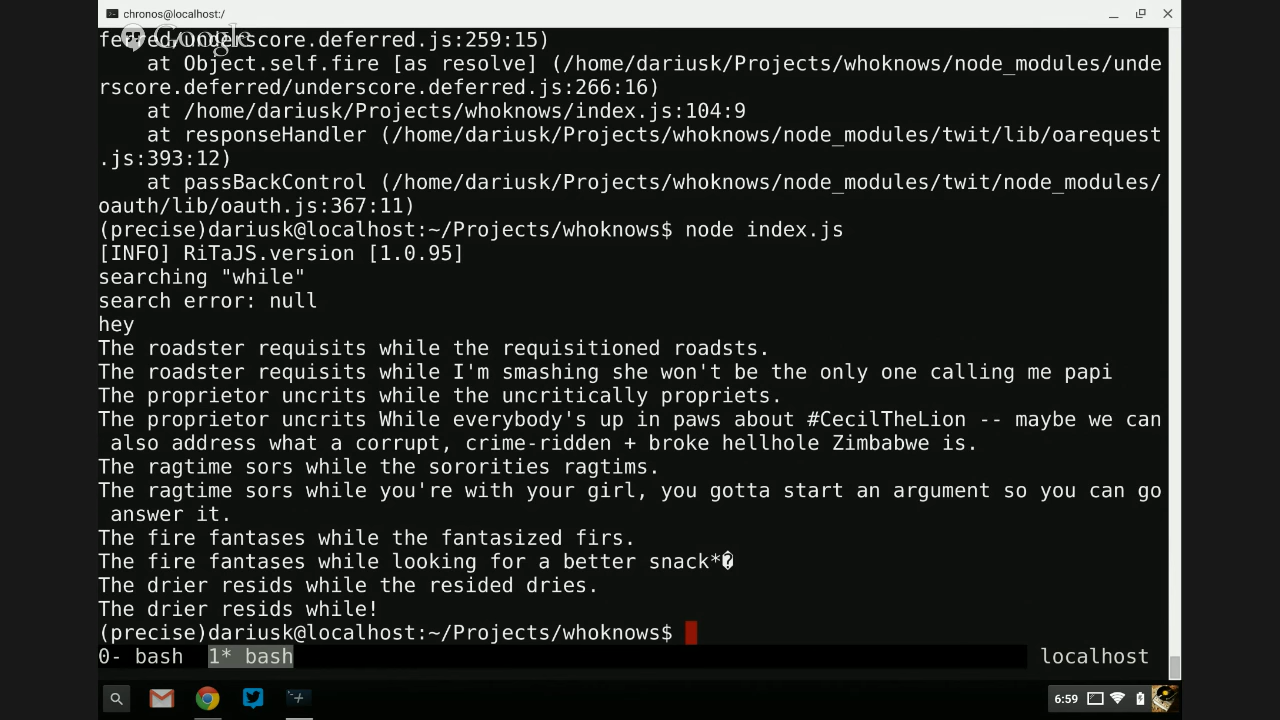 chronos@localhost:/
Google
ferred/underscore.deferred.js:259:15)
    at Object.self.fire [as resolve] (/home/dariusk/Projects/whoknows/node_modules/unde
rscore.deferred/underscore.deferred.js:266:16)
    at /home/dariusk/Projects/whoknows/index.js:104:9
    at responseHandler (/home/dariusk/Projects/whoknows/node_modules/twit/lib/oarequest
.js:393:12)
    at passBackControl (/home/dariusk/Projects/whoknows/node_modules/twit/node_modules/
oauth/lib/oauth.js:367:11)
(precise)dariusk@localhost:~/Projects/whoknows$ node index.js
[INFO] RiTaJS.version [1.0.95]
searching "while"
search error: null
hey
The roadster requisits while the requisitioned roadsts.
The roadster requisits while I'm smashing she won't be the only one calling me papi
The proprietor uncrits while the uncritically propriets.
The proprietor uncrits While everybody's up in paws about #CecilTheLion -- maybe we can
 also address what a corrupt, crime-ridden + broke hellhole Zimbabwe is.
The ragtime sors while the sororities ragtims.
The ragtime sors while you're with your girl, you gotta start an argument so you can go
 answer it.
The fire fantases while the fantasized firs.
The fire fantases while looking for a better snack*�
The drier resids while the resided dries.
The drier resids while!
(precise)dariusk@localhost:~/Projects/whoknows$
0- bash  1* bash localhost
6:59